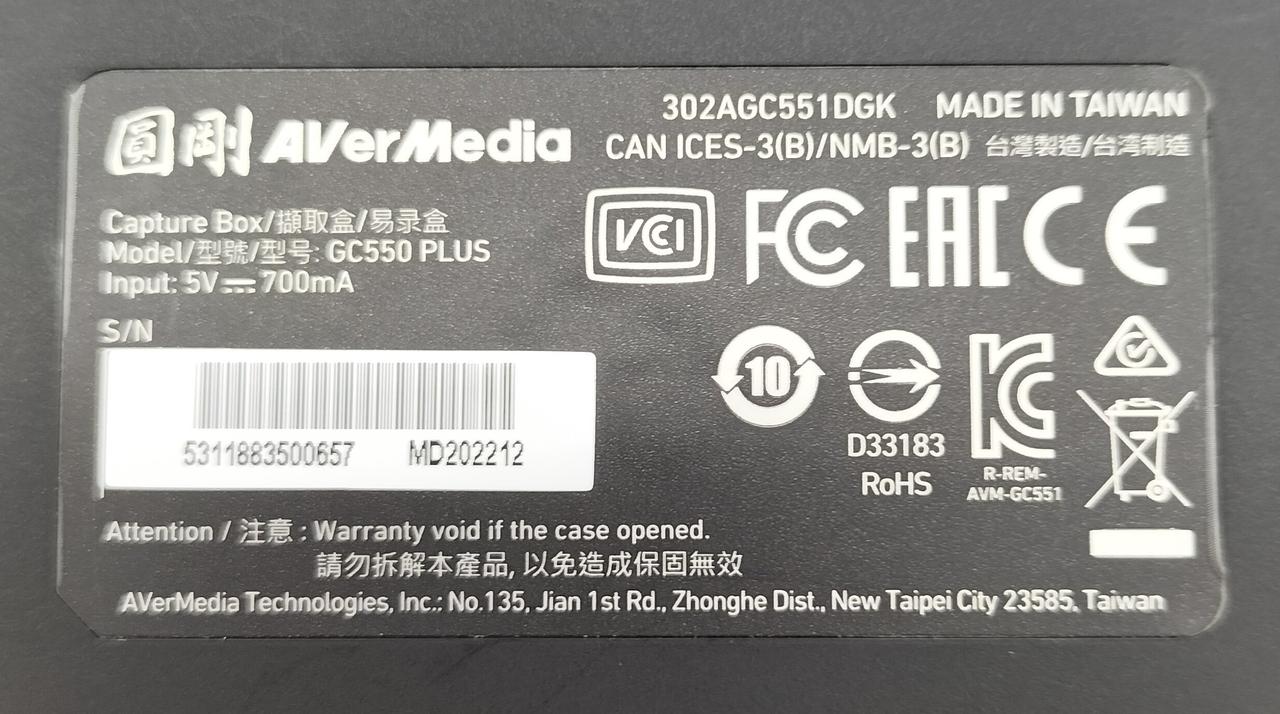 圓剛 AVerMedia
302AGC551DGK MADE IN TAIWAN
CAN ICES-3(B)/NMB-3(B) 台灣製造/台湾制造
Capture Box/擷取盒/易录盒
Model/型號/型号: GC550 PLUS
Input: 5V⎓700mA
S/N
5311883500657 MD202212
VCCI FC EAC CE
10
D33183
RoHS
R-REM-
AVM-GC551
Attention / 注意 : Warranty void if the case opened.
請勿拆解本產品, 以免造成保固無效
AVerMedia Technologies, Inc.: No.135, Jian 1st Rd., Zhonghe Dist., New Taipei City 23585, Taiwan